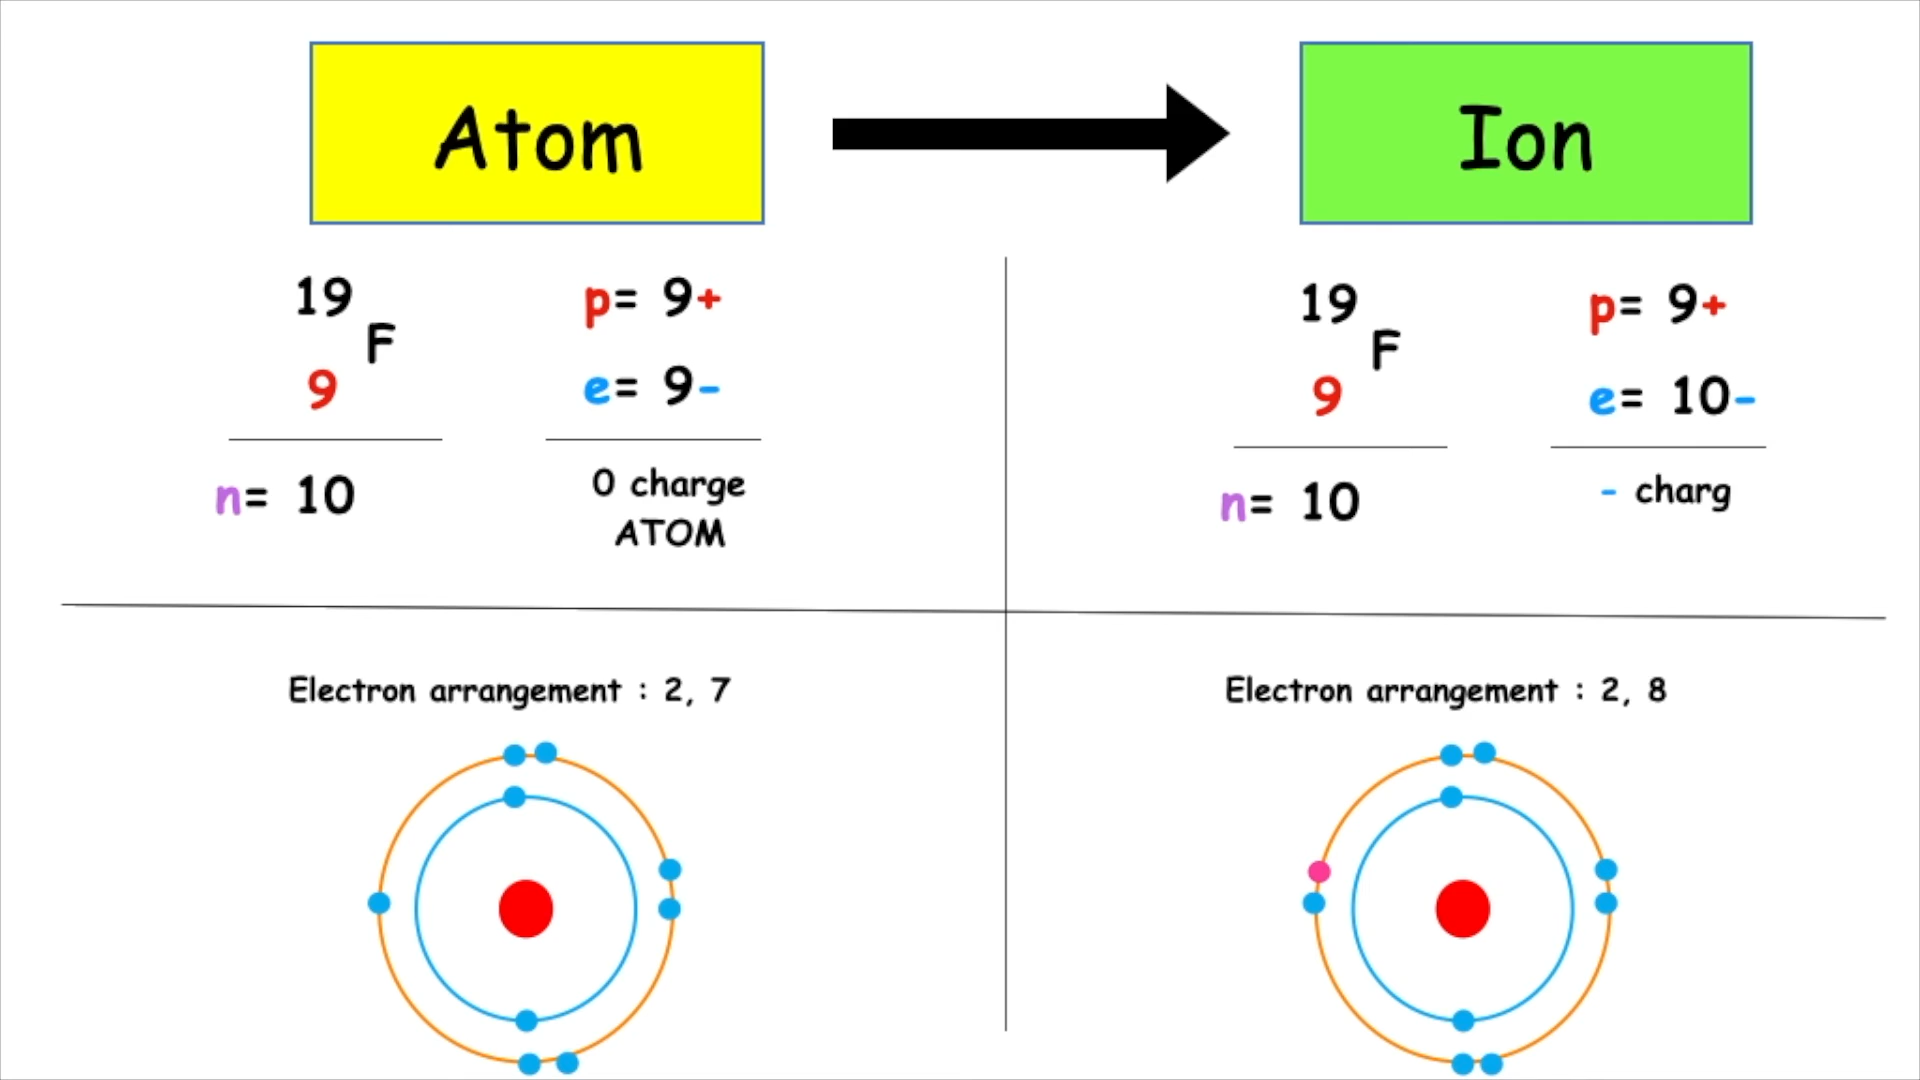 Atom
Ion
19
F
9
n= 10
p= 9+
e= 9-
0 charge
ATOM
19
F
9
n= 10
p= 9+
e= 10-
- charg
Electron arrangement : 2, 7
Electron arrangement : 2, 8